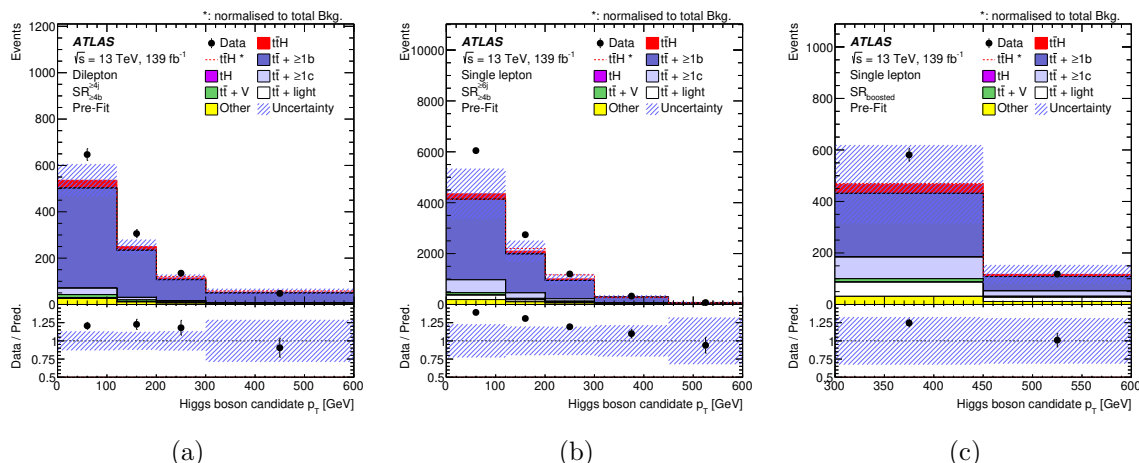 *: normalised to total Bkg.
Events
1200
1000
800
600
400
200
0
ATLAS
√s = 13 TeV, 139 fb⁻¹
Dilepton
SR≥4j ≥4b
Pre-Fit
Data
tt̄H *
tH
tt̄ + V
Other
tt̄H
tt̄ + ≥1b
tt̄ + ≥1c
tt̄ + light
Uncertainty
Data / Pred.
1.25
1
0.75
0.5
0 100 200 300 400 500 600
Higgs boson candidate pT [GeV]
(a)
*: normalised to total Bkg.
Events
10000
8000
6000
4000
2000
0
ATLAS
√s = 13 TeV, 139 fb⁻¹
Single lepton
SR≥6j ≥4b
Pre-Fit
Data
tt̄H *
tH
tt̄ + V
Other
tt̄H
tt̄ + ≥1b
tt̄ + ≥1c
tt̄ + light
Uncertainty
Data / Pred.
1.25
1
0.75
0.5
0 100 200 300 400 500 600
Higgs boson candidate pT [GeV]
(b)
*: normalised to total Bkg.
Events
1000
800
600
400
200
0
ATLAS
√s = 13 TeV, 139 fb⁻¹
Single lepton
SRboosted
Pre-Fit
Data
tt̄H *
tH
tt̄ + V
Other
tt̄H
tt̄ + ≥1b
tt̄ + ≥1c
tt̄ + light
Uncertainty
Data / Pred.
1.25
1
0.75
0.5
300 350 400 450 500 550 600
Higgs boson candidate pT [GeV]
(c)